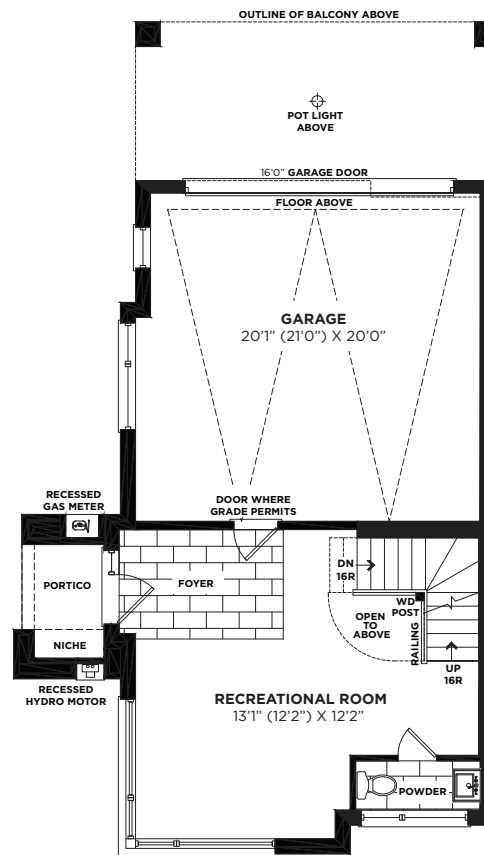 OUTLINE OF BALCONY ABOVE
POT LIGHT
ABOVE
16'0" GARAGE DOOR
FLOOR ABOVE
GARAGE
20'1" (21'0") X 20'0"
RECESSED
GAS METER
DOOR WHERE
GRADE PERMITS
PORTICO
FOYER
DN
16R
WD
POST
OPEN
TO
ABOVE
RAILING
NICHE
UP
16R
RECESSED
HYDRO MOTOR
RECREATIONAL ROOM
13'1" (12'2") X 12'2"
POWDER